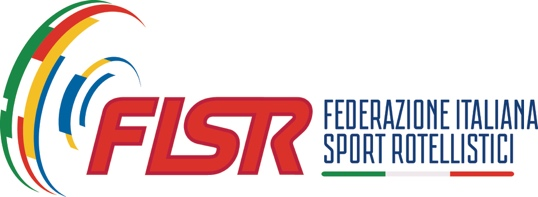 FISR
FEDERAZIONE ITALIANA
SPORT ROTELLISTICI